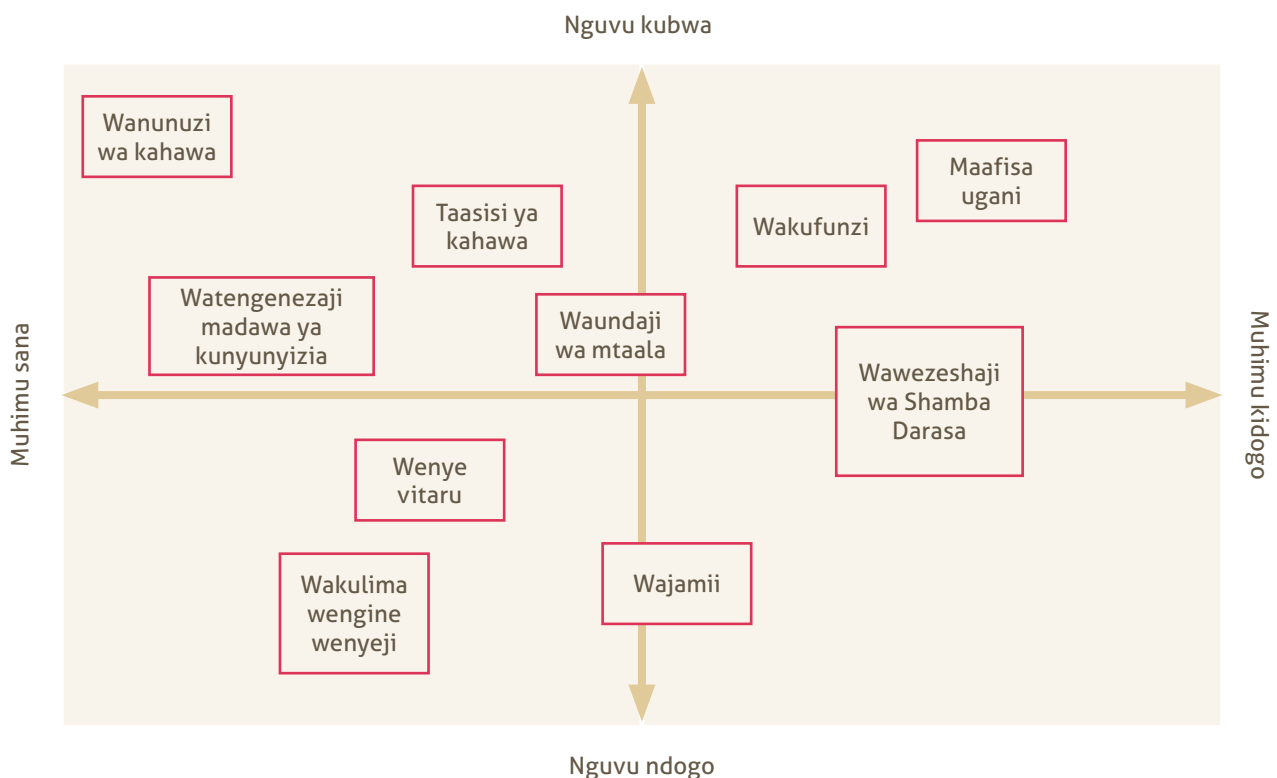 Nguvu kubwa
Wanunuzi
wa kahawa
Maafisa
ugani
Taasisi ya
kahawa
Wakufunzi
Watengenezaji
madawa ya
kunyunyizia
Waundaji
wa mtaala
Muhimu sana
Muhimu kidogo
Wawezeshaji
wa Shamba
Darasa
Wenye
vitaru
Wakulima
wengine
wenyeji
Wajamii
Nguvu ndogo